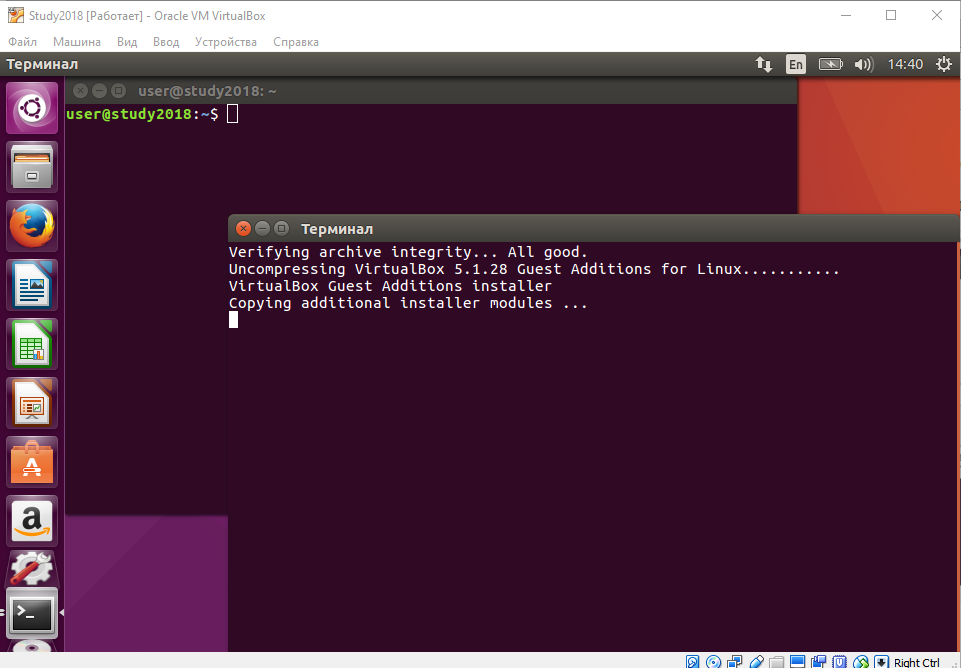 Study2018 [Работает] - Oracle VM VirtualBox
Файл Машина Вид Ввод Устройства Справка
Терминал En 14:40
user@study2018: ~
user@study2018:~$
Терминал
Verifying archive integrity... All good.
Uncompressing VirtualBox 5.1.28 Guest Additions for Linux...........
VirtualBox Guest Additions installer
Copying additional installer modules ...
Right Ctrl